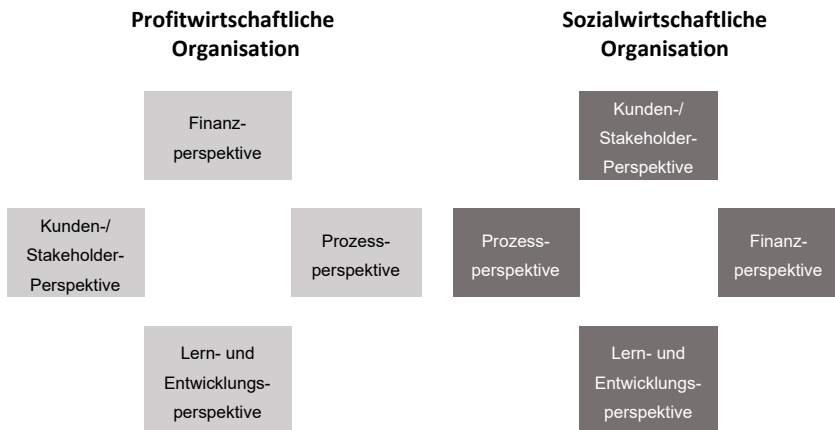 Profitwirtschaftliche
Organisation
Sozialwirtschaftliche
Organisation
Finanz-
perspektive
Kunden-/
Stakeholder-
Perspektive
Kunden-/
Stakeholder-
Perspektive
Prozess-
perspektive
Prozess-
perspektive
Finanz-
perspektive
Lern- und
Entwicklungs-
perspektive
Lern- und
Entwicklungs-
perspektive